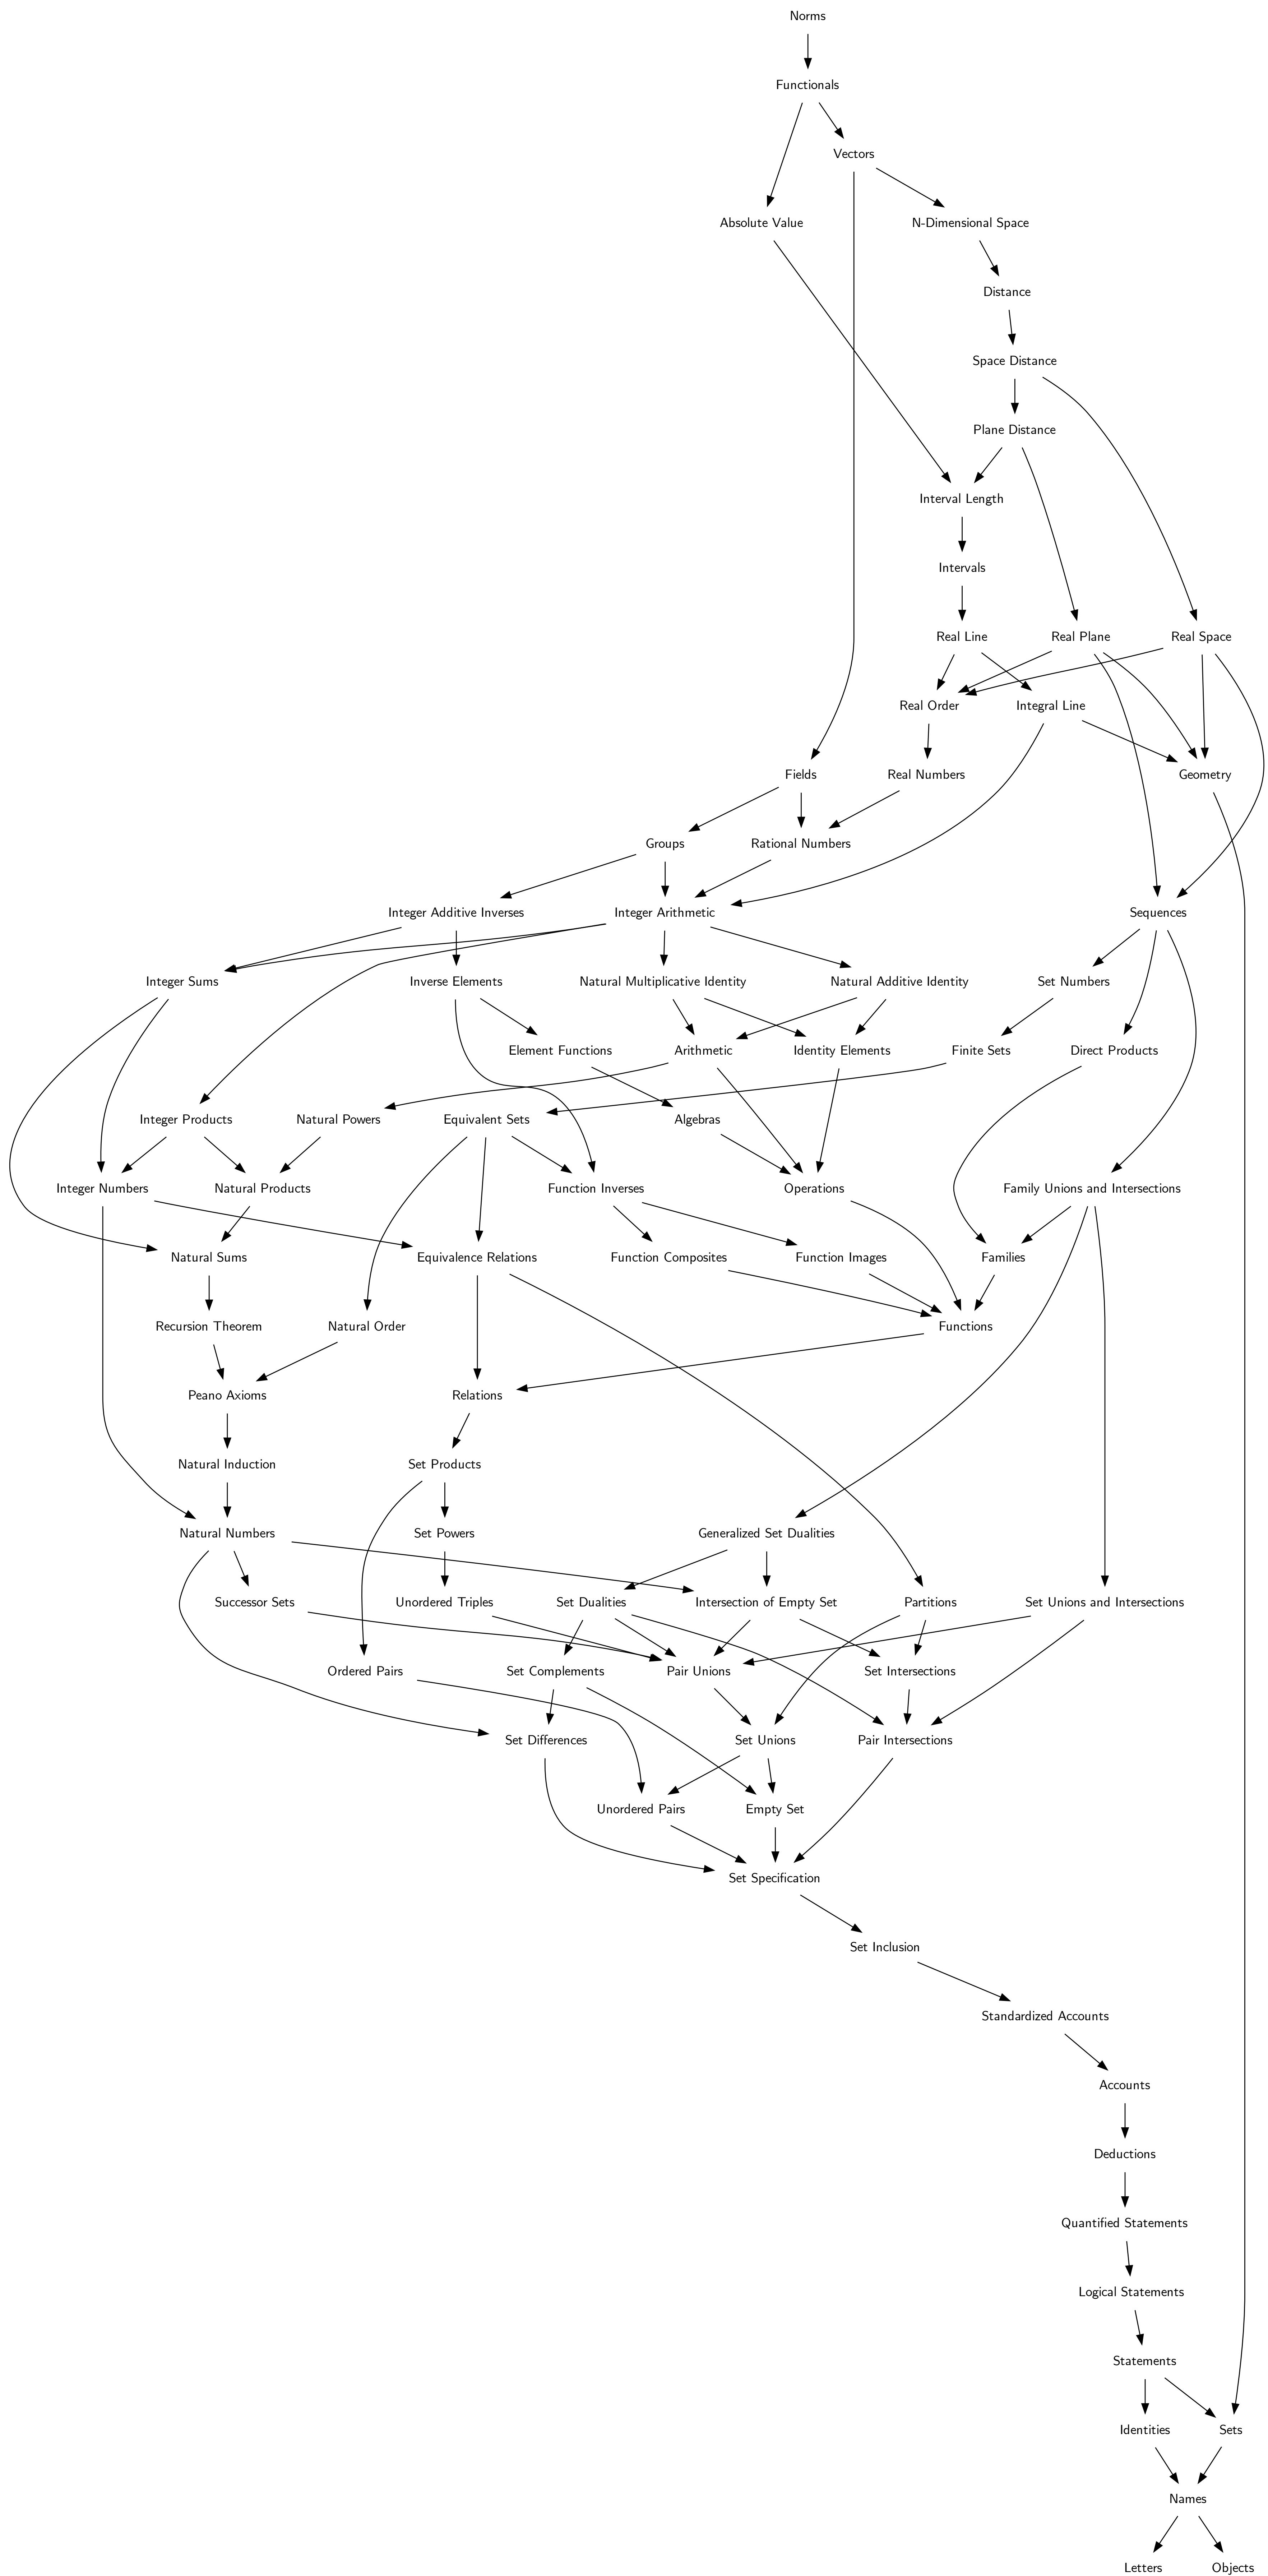 Norms
Functionals
Vectors
Absolute Value
N-Dimensional Space
Distance
Space Distance
Plane Distance
Interval Length
Intervals
Real Line
Real Plane
Real Space
Real Order
Integral Line
Fields
Real Numbers
Geometry
Groups
Rational Numbers
Integer Additive Inverses
Integer Arithmetic
Sequences
Integer Sums
Inverse Elements
Natural Multiplicative Identity
Natural Additive Identity
Set Numbers
Element Functions
Arithmetic
Identity Elements
Finite Sets
Direct Products
Integer Products
Natural Powers
Equivalent Sets
Algebras
Integer Numbers
Natural Products
Function Inverses
Operations
Family Unions and Intersections
Natural Sums
Equivalence Relations
Function Composites
Function Images
Families
Recursion Theorem
Natural Order
Functions
Peano Axioms
Relations
Natural Induction
Set Products
Natural Numbers
Set Powers
Generalized Set Dualities
Successor Sets
Unordered Triples
Set Dualities
Intersection of Empty Set
Partitions
Set Unions and Intersections
Ordered Pairs
Set Complements
Pair Unions
Set Intersections
Set Differences
Set Unions
Pair Intersections
Unordered Pairs
Empty Set
Set Specification
Set Inclusion
Standardized Accounts
Accounts
Deductions
Quantified Statements
Logical Statements
Statements
Identities
Sets
Names
Letters
Objects